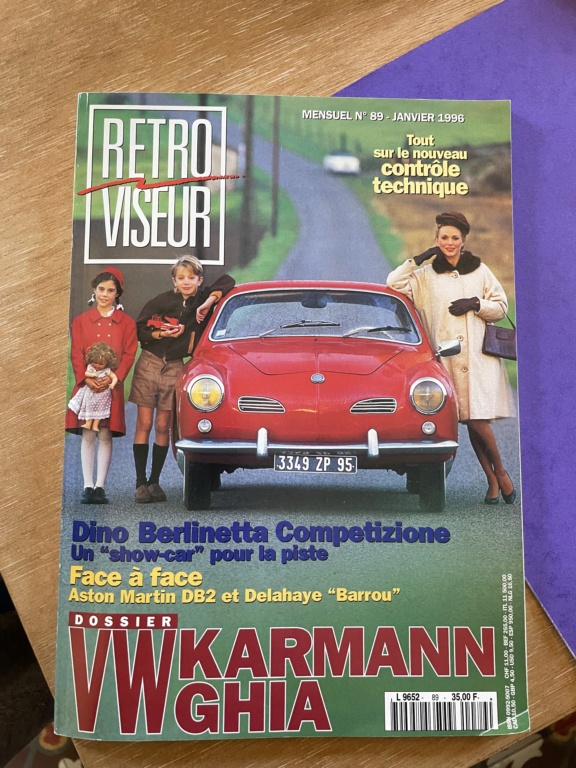 MENSUEL N° 89 - JANVIER 1996
RETRO
VISEUR
Tout
sur le nouveau
contrôle
technique
3349 ZP 95
Dino Berlinetta Competizione
Un "show-car" pour la piste
Face à face
Aston Martin DB2 et Delahaye "Barrou"
DOSSIER
VW KARMANN
GHIA
L 9652 - 89 - 35,00 F